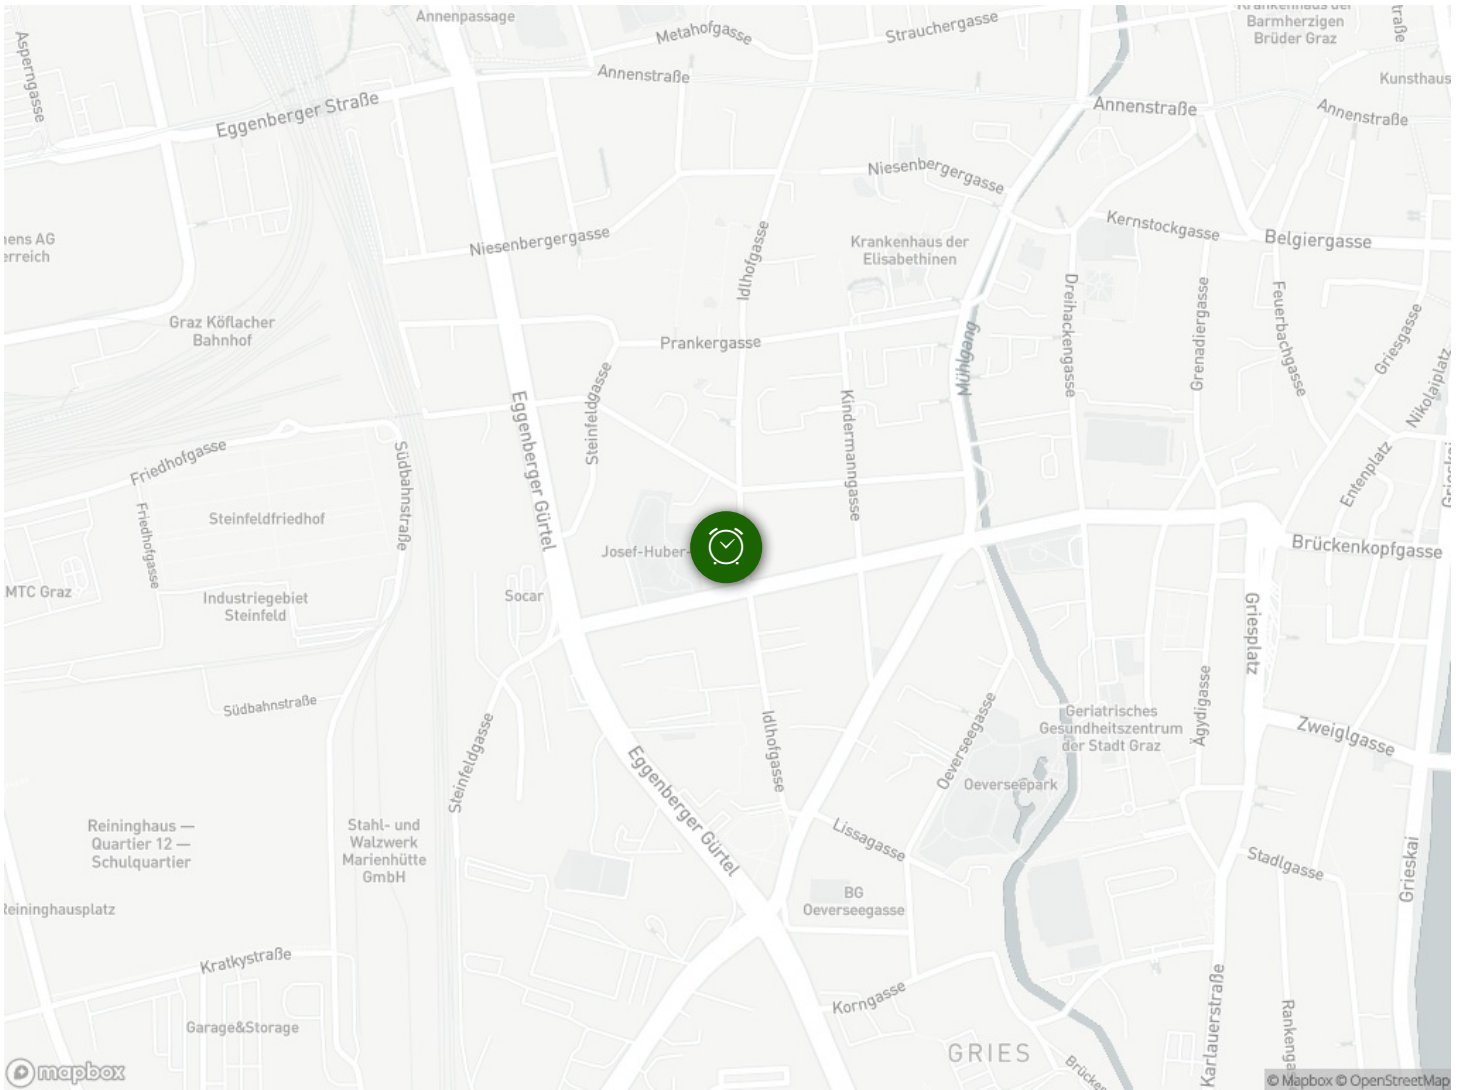 Annenpassage
Metahofgasse
Strauchergasse
Barmherzigen
Brüder Graz
Kunsthaus
Asperngasse
Eggenberger Straße
Annenstraße
Annenstraße
Annenstraße
Niesenbergergasse
Niesenbergergasse
Kernstockgasse
Belgiergasse
Krankenhaus der
Elisabethinen
Idlhofgasse
Graz Köflacher
Bahnhof
Prankergasse
Mühlgang
Dreihackengasse
Grenadiergasse
Feuerbachgasse
Griesgasse
Nikolaiplatz
Eggenberger Gürtel
Steinfeldgasse
Kindermanngasse
Friedhofgasse
Südbahnstraße
Entenplatz
Friedhofgasse
Steinfeldfriedhof
Josef-Huber-
Brückenkopfgasse
MTC Graz
Industriegebiet
Steinfeld
Socar
Griesplatz
Südbahnstraße
Steinfeldgasse
Idlhofgasse
Oeverseegasse
Geriatrisches
Gesundheitszentrum
der Stadt Graz
Ägydigasse
Zweiglgasse
Oeverseepark
Eggenberger Gürtel
Reininghaus —
Quartier 12 —
Schulquartier
Stahl- und
Walzwerk
Marienhütte
GmbH
Lissagasse
Stadlgasse
Grieskai
BG
Oeverseegasse
Reininghausplatz
Kratkystraße
Korngasse
Karlauerstraße
Garage&Storage
GRIES
mapbox
© Mapbox © OpenStreetMap